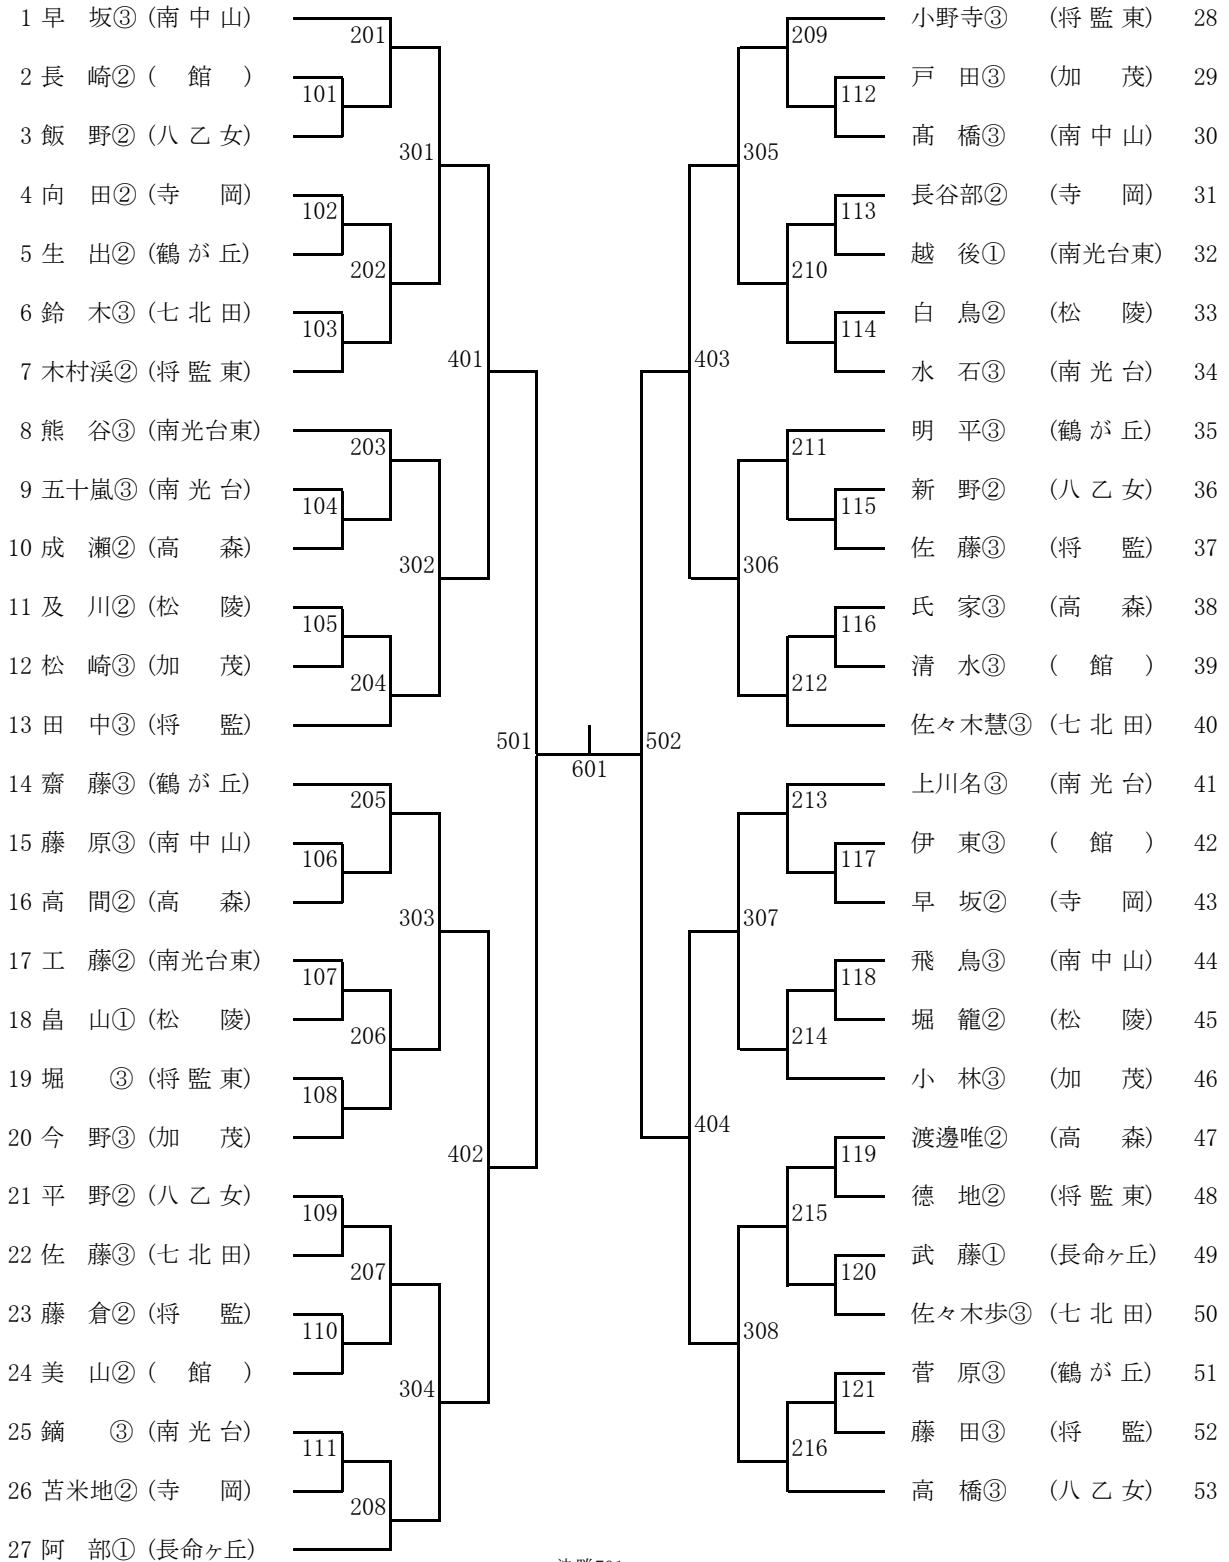 1 早 坂③ (南 中 山)
201
2 長 崎② ( 館 )
101
3 飯 野② (八 乙 女)
301
4 向 田② (寺 岡)
102
5 生 出② (鶴 が 丘)
202
6 鈴 木③ (七 北 田)
103
7 木村渓② (将 監 東)
401
8 熊 谷③ (南光台東)
203
9 五十嵐③ (南 光 台)
104
10 成 瀬② (高 森)
302
11 及 川② (松 陵)
105
12 松 崎③ (加 茂)
204
13 田 中③ (将 監)
501
14 齋 藤③ (鶴 が 丘)
205
15 藤 原③ (南 中 山)
106
16 高 間② (高 森)
303
17 工 藤② (南光台東)
107
18 畠 山① (松 陵)
206
19 堀 ③ (将 監 東)
108
20 今 野③ (加 茂)
402
21 平 野② (八 乙 女)
109
22 佐 藤③ (七 北 田)
207
23 藤 倉② (将 監)
110
24 美 山② ( 館 )
304
25 鏑 ③ (南 光 台)
111
26 苫米地② (寺 岡)
208
27 阿 部① (長命ヶ丘)
601
小野寺③ (将 監 東) 28
209
戸 田③ (加 茂) 29
112
髙 橋③ (南 中 山) 30
305
長谷部② (寺 岡) 31
113
越 後① (南光台東) 32
210
白 鳥② (松 陵) 33
114
水 石③ (南 光 台) 34
403
明 平③ (鶴 が 丘) 35
211
新 野② (八 乙 女) 36
115
佐 藤③ (将 監) 37
306
氏 家③ (高 森) 38
116
清 水③ ( 館 ) 39
212
佐々木慧③ (七 北 田) 40
502
上川名③ (南 光 台) 41
213
伊 東③ ( 館 ) 42
117
早 坂② (寺 岡) 43
307
飛 鳥③ (南 中 山) 44
118
堀 籠② (松 陵) 45
214
小 林③ (加 茂) 46
404
渡邊唯② (高 森) 47
119
德 地② (将 監 東) 48
215
武 藤① (長命ヶ丘) 49
120
佐々木歩③ (七 北 田) 50
308
菅 原③ (鶴 が 丘) 51
121
藤 田③ (将 監) 52
216
高 橋③ (八 乙 女) 53